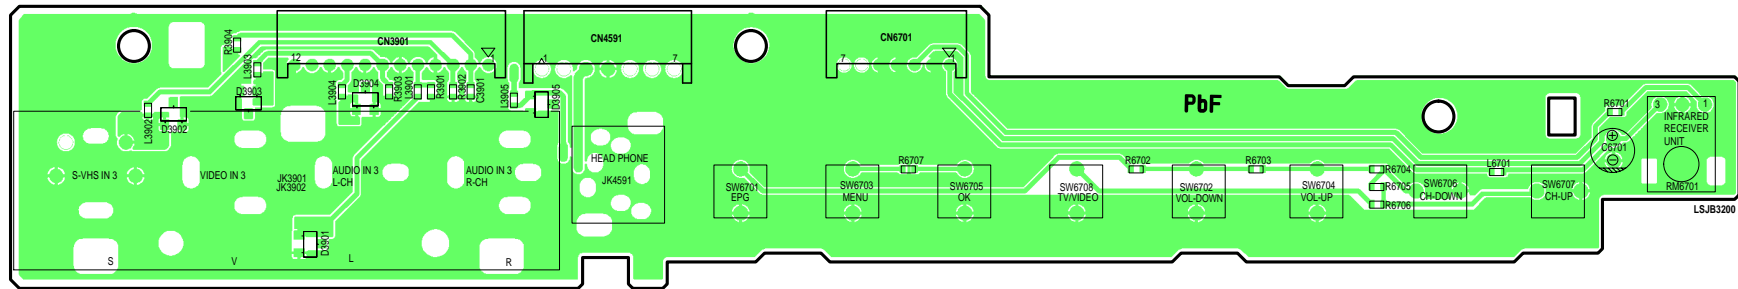 R3904
CN3901
12
1
CN4591
1
7
CN6701
7
1
L3903
D3903
L3904
D3904
R3903
L3901
R3901
R3902
C3901
L3905
D3905
L3902
D3902
PbF
R6701
3
1
INFRARED
RECEIVER
UNIT
C6701
RM6701
LSJB3200
S-VHS IN 3
VIDEO IN 3
JK3901
JK3902
AUDIO IN 3
L-CH
AUDIO IN 3
R-CH
HEAD PHONE
JK4591
SW6701
EPG
SW6703
MENU
R6707
SW6705
OK
SW6708
TV/VIDEO
R6702
SW6702
VOL-DOWN
R6703
SW6704
VOL-UP
R6704
R6705
R6706
SW6706
CH-DOWN
L6701
SW6707
CH-UP
D3901
S
V
L
R